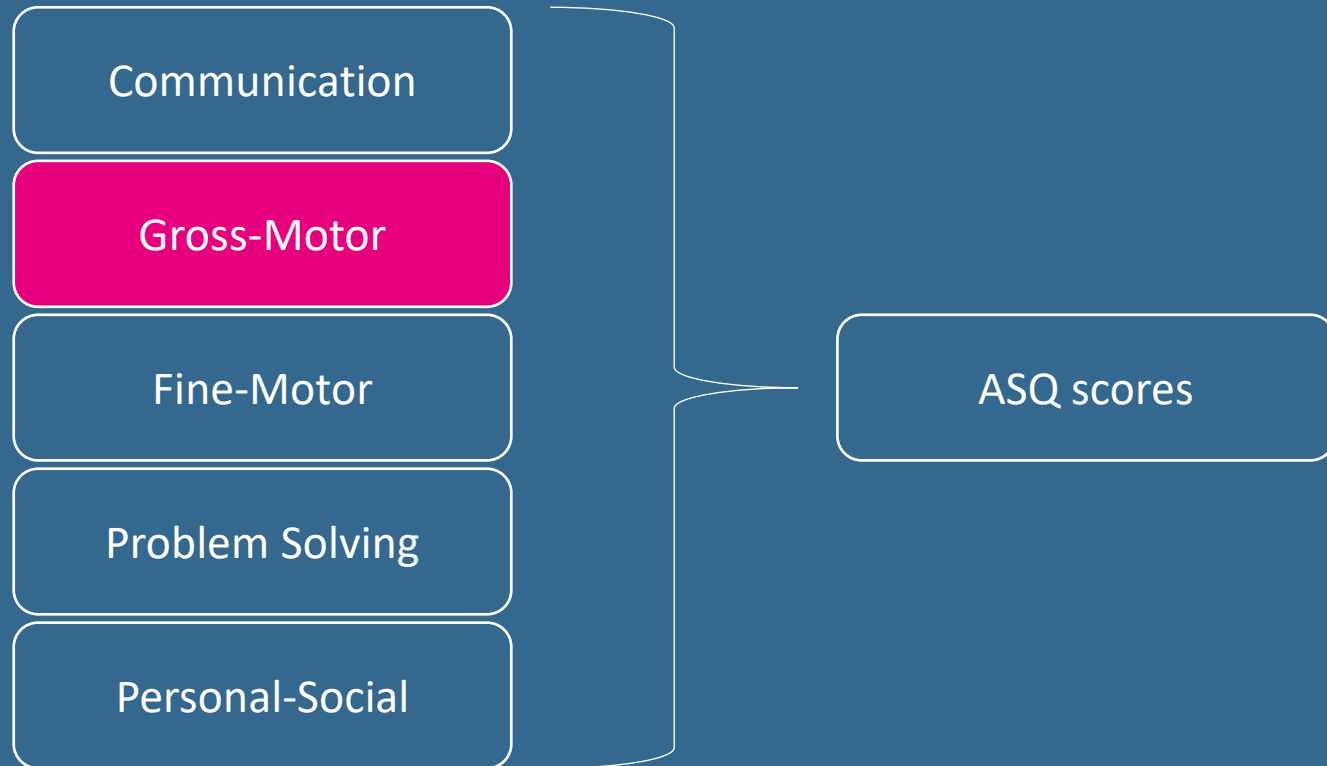 Communication
Gross-Motor
Fine-Motor
ASQ scores
Problem Solving
Personal-Social